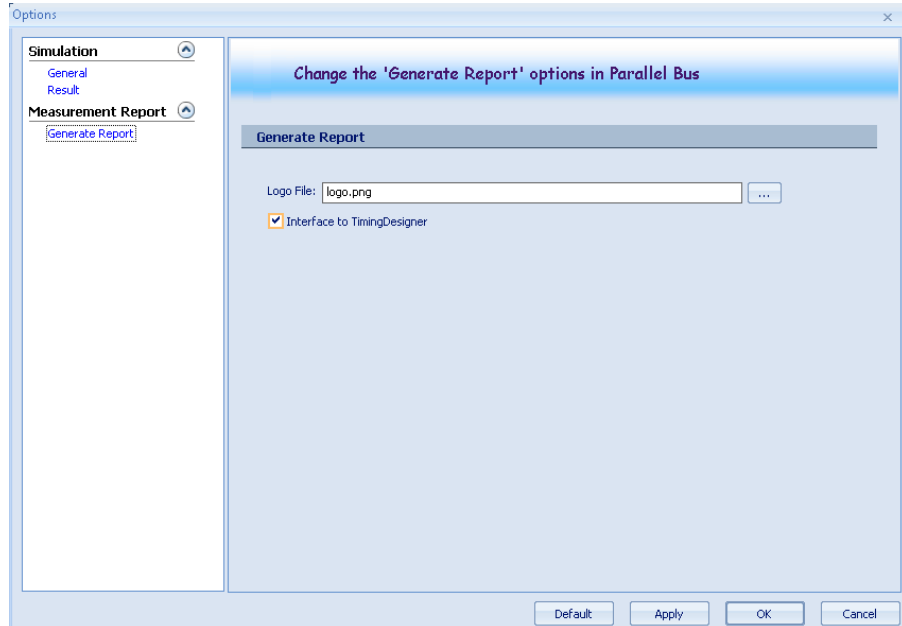 Options
Simulation
General
Result
Measurement Report
Generate Report
Change the 'Generate Report' options in Parallel Bus
Generate Report
Logo File: logo.png ...
Interface to TimingDesigner
Default Apply OK Cancel